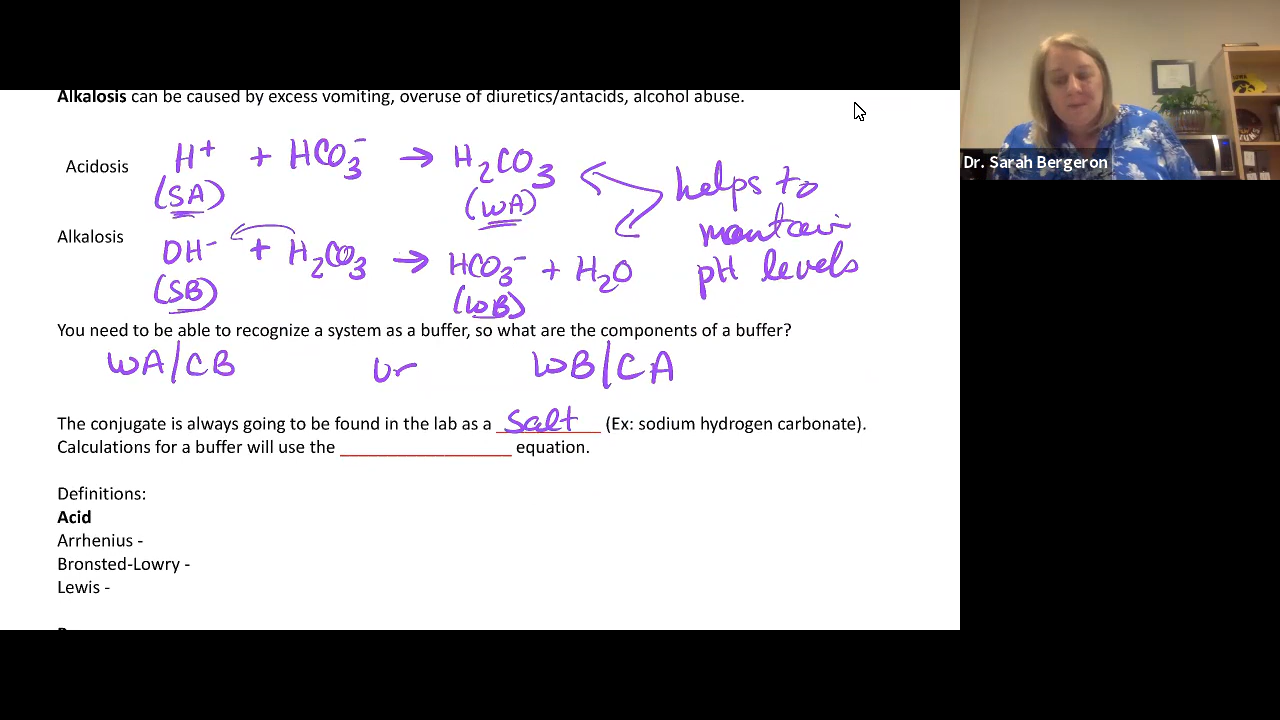 Alkalosis can be caused by excess vomiting, overuse of diuretics/antacids, alcohol abuse.
Acidosis H⁺ + HCO₃⁻ → H₂CO₃
(SA) (WA)
helps to
maintain
pH levels
Alkalosis OH⁻ + H₂CO₃ → HCO₃⁻ + H₂O
(SB) (WB)
You need to be able to recognize a system as a buffer, so what are the components of a buffer?
WA/CB or WB/CA
The conjugate is always going to be found in the lab as a salt (Ex: sodium hydrogen carbonate).
Calculations for a buffer will use the ________________ equation.
Definitions:
Acid
Arrhenius -
Bronsted-Lowry -
Lewis -
Dr. Sarah Bergeron
IOWA